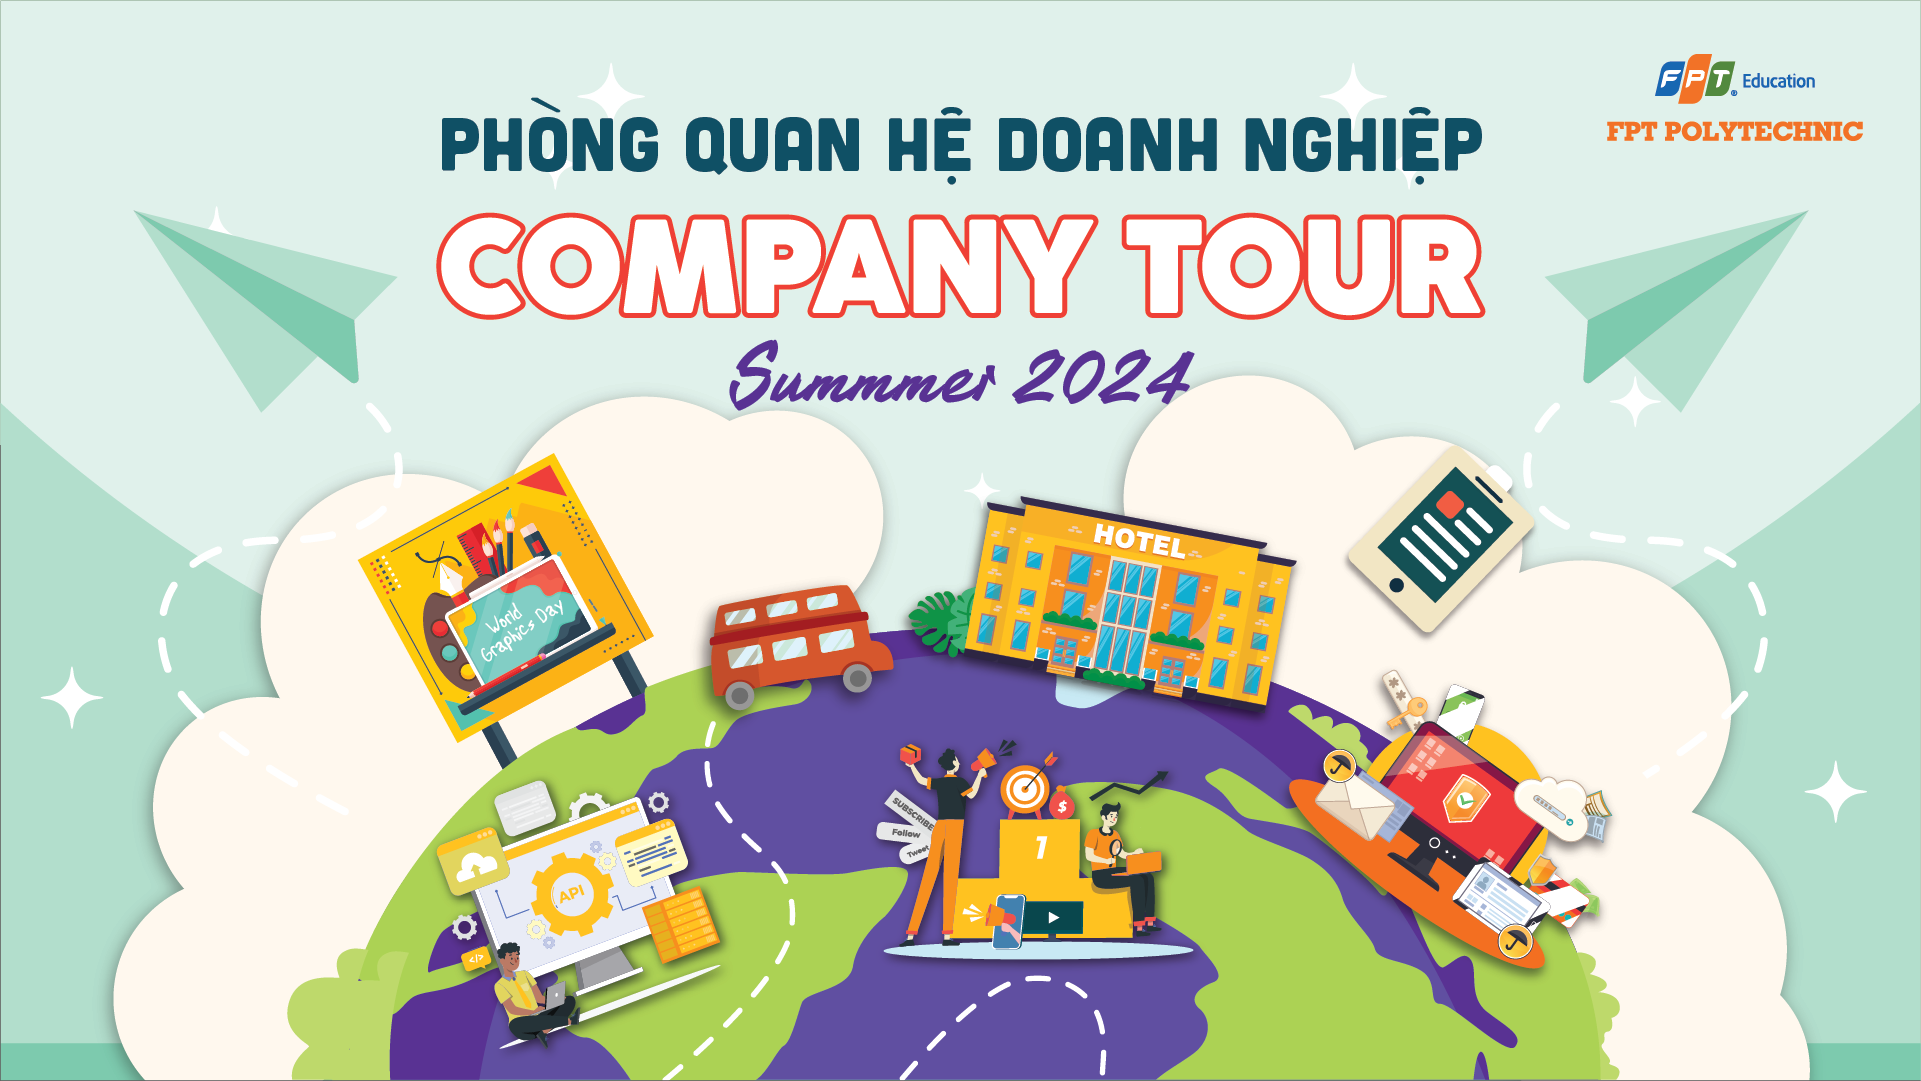 FPT Education
FPT POLYTECHNIC
PHÒNG QUAN HỆ DOANH NGHIỆP
COMPANY TOUR
Summmer 2024
HOTEL
World
Graphics Day
SUBSCRIBE
Follow
Tweet
1
$
API
</>